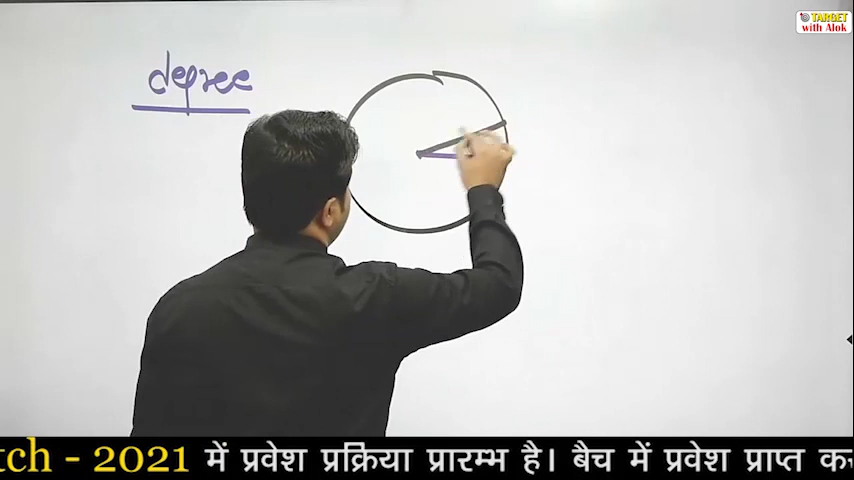 TARGET
with Alok
degree
tch - 2021 में प्रवेश प्रक्रिया प्रारम्भ है। बैच में प्रवेश प्राप्त क